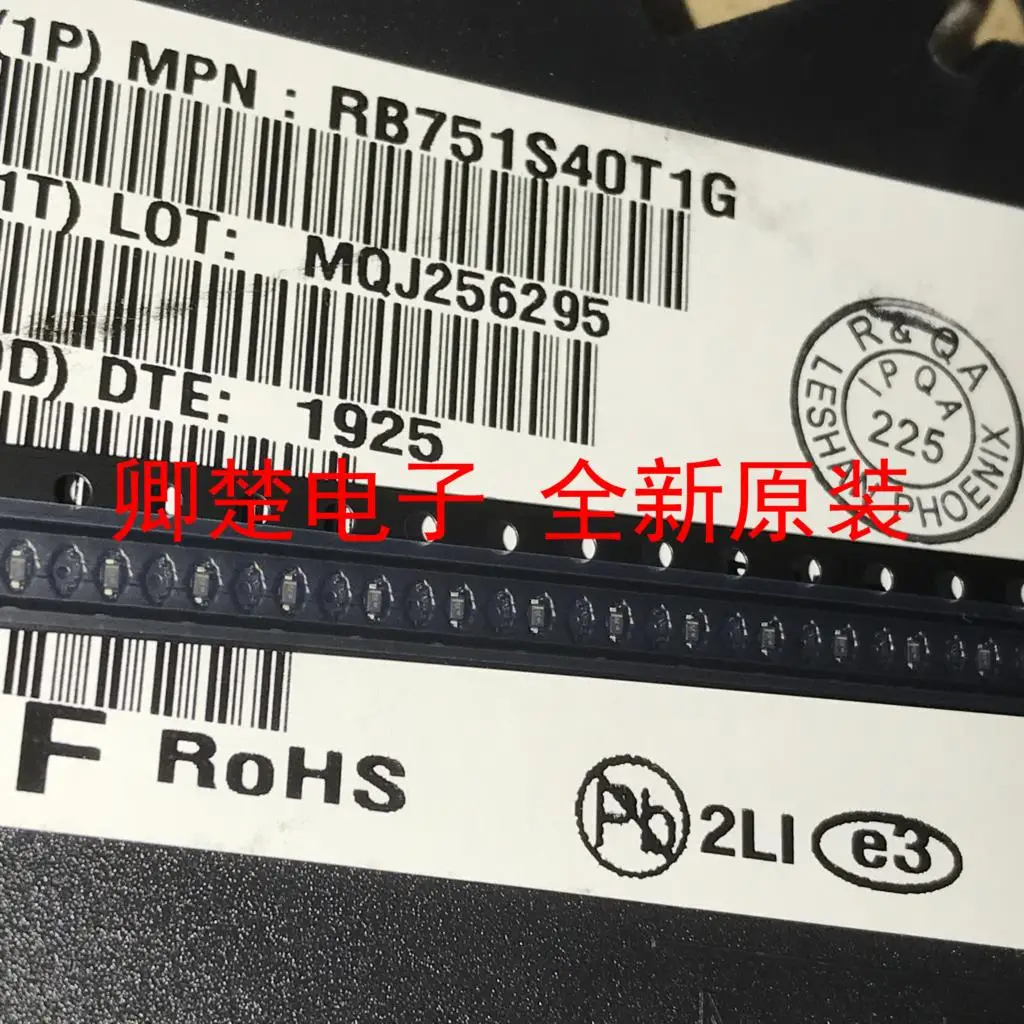 (1P) MPN : RB751S40T1G
1T) LOT: MQJ256295
D) DTE: 1925
R&QA
IPQA
225
LESHAN PHOENIX
卿楚电子 全新原装
F RoHS
Pb 2LI e3